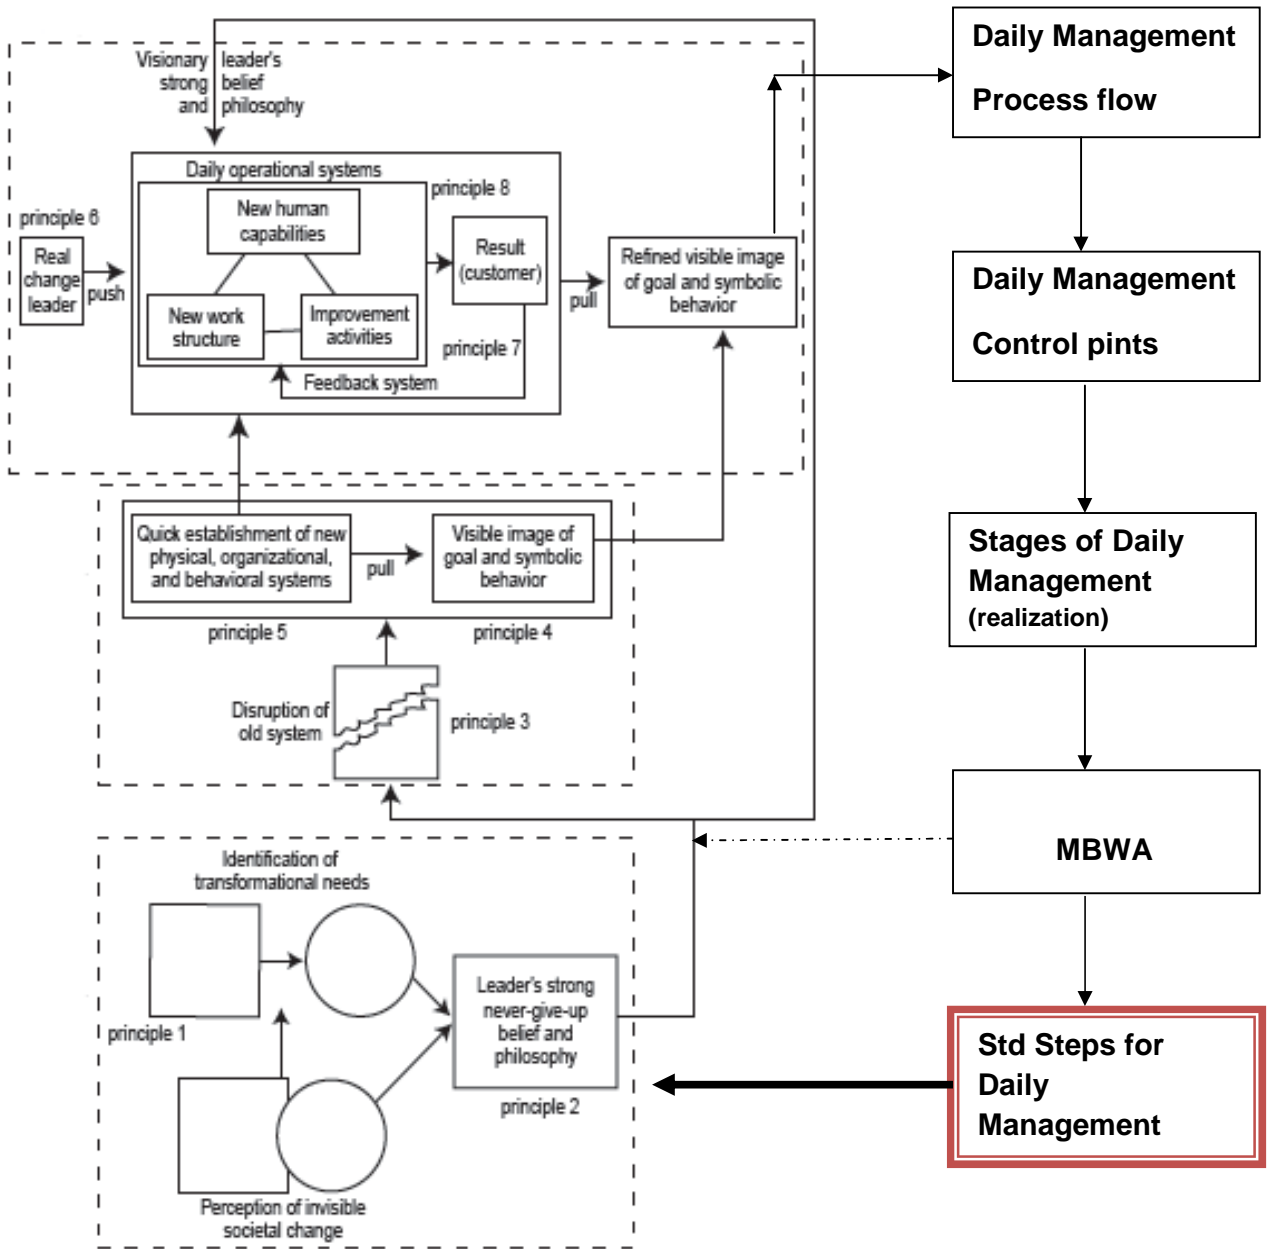 Visionary leader's
strong belief
and philosophy
Daily operational systems
principle 8
New human
capabilities
principle 6
Real
change
leader
push
Result
(customer)
New work
structure
Improvement
activities
principle 7
Feedback system
pull
Refined visible image
of goal and symbolic
behavior
Quick establishment of new
physical, organizational,
and behavioral systems
pull
Visible image of
goal and symbolic
behavior
principle 5
principle 4
Disruption of
old system
principle 3
Identification of
transformational needs
principle 1
Leader's strong
never-give-up
belief and
philosophy
principle 2
Perception of invisible
societal change
Daily Management
Process flow
Daily Management
Control pints
Stages of Daily
Management
(realization)
MBWA
Std Steps for
Daily
Management